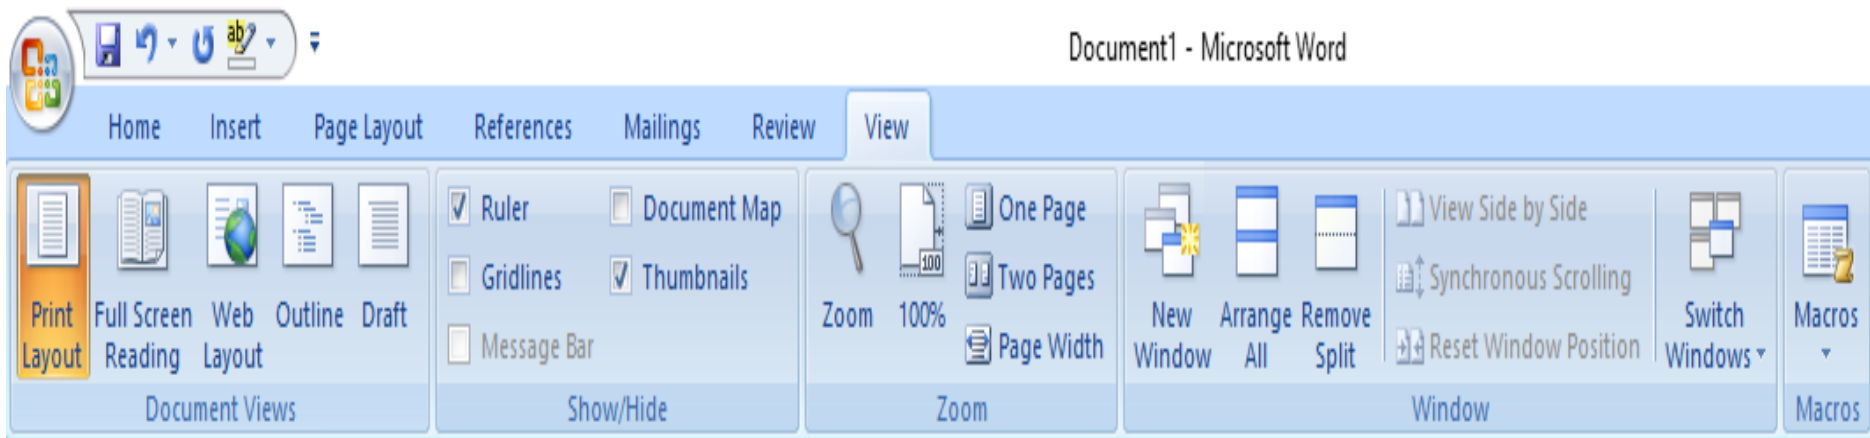 Document1 - Microsoft Word
Home Insert Page Layout References Mailings Review View
Print Layout
Full Screen Reading
Web Layout
Outline
Draft
Document Views
Ruler
Gridlines
Message Bar
Document Map
Thumbnails
Show/Hide
Zoom
100
100%
One Page
Two Pages
Page Width
Zoom
New Window
Arrange All
Remove Split
View Side by Side
Synchronous Scrolling
Reset Window Position
Switch Windows
Window
Macros
Macros
ab